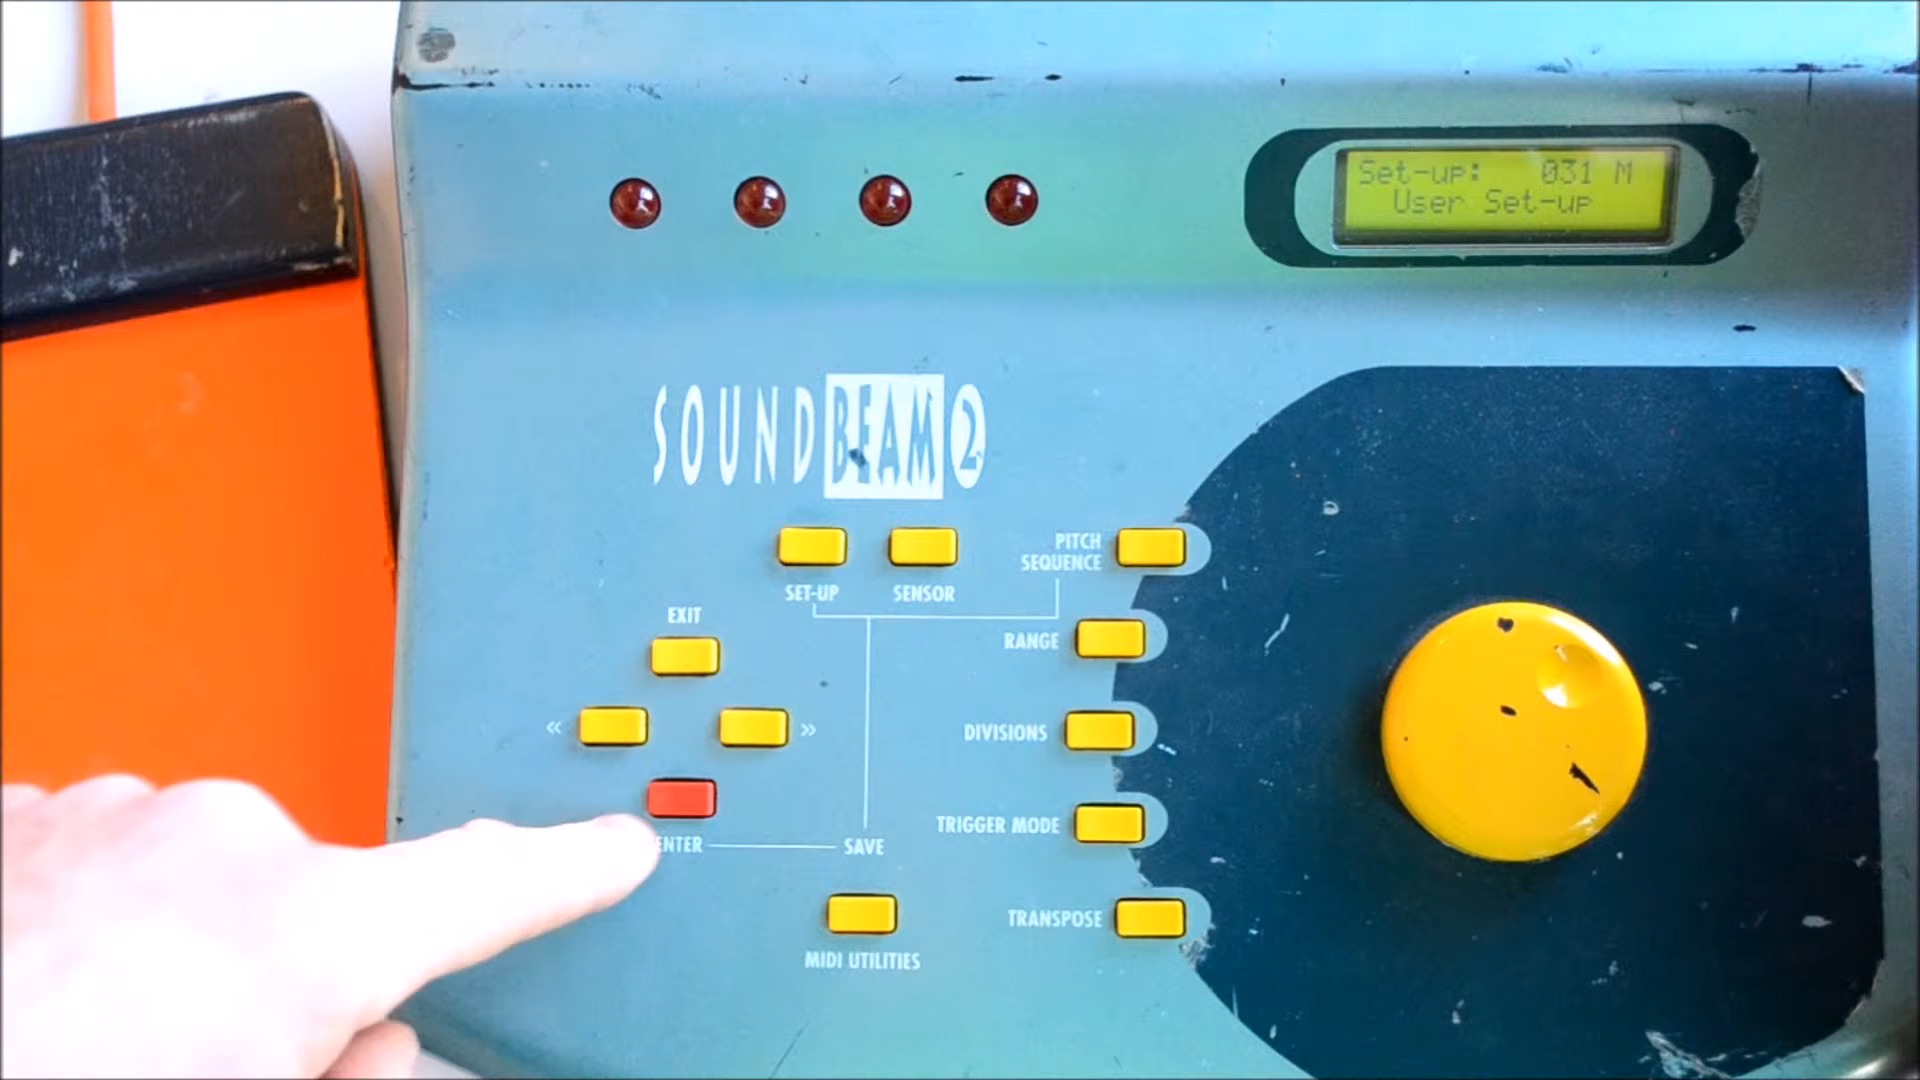 Set-up: 031 M
User Set-up
SOUNDBEAM 2
PITCH
SEQUENCE
SET-UP
SENSOR
EXIT
RANGE
«
»
DIVISIONS
TRIGGER MODE
ENTER
SAVE
TRANSPOSE
MIDI UTILITIES